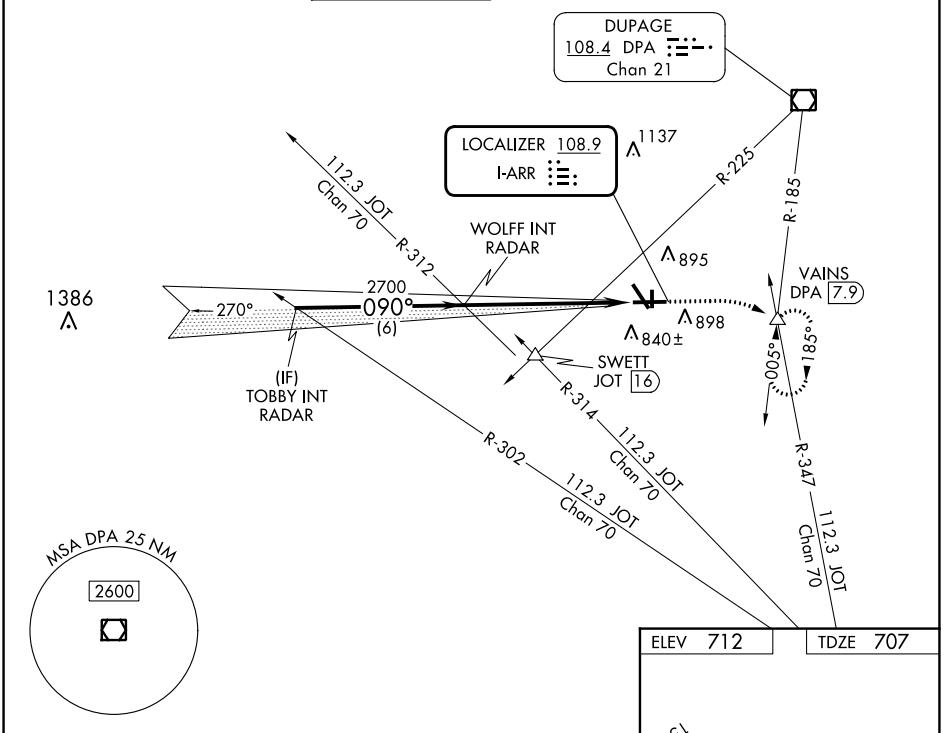 DUPAGE
108.4 DPA
Chan 21
LOCALIZER 108.9
I-ARR
1137
112.3 JOT
Chan 70
R-312
R-225
R-185
WOLFF INT
RADAR
895
VAINS
DPA 7.9
1386
270°
2700
090°
(6)
898
840±
(IF)
TOBBY INT
RADAR
SWETT
JOT 16
005°
185°
R-314
112.3 JOT
Chan 70
R-302
112.3 JOT
Chan 70
R-347
112.3 JOT
Chan 70
MSA DPA 25 NM
2600
ELEV 712
TDZE 707